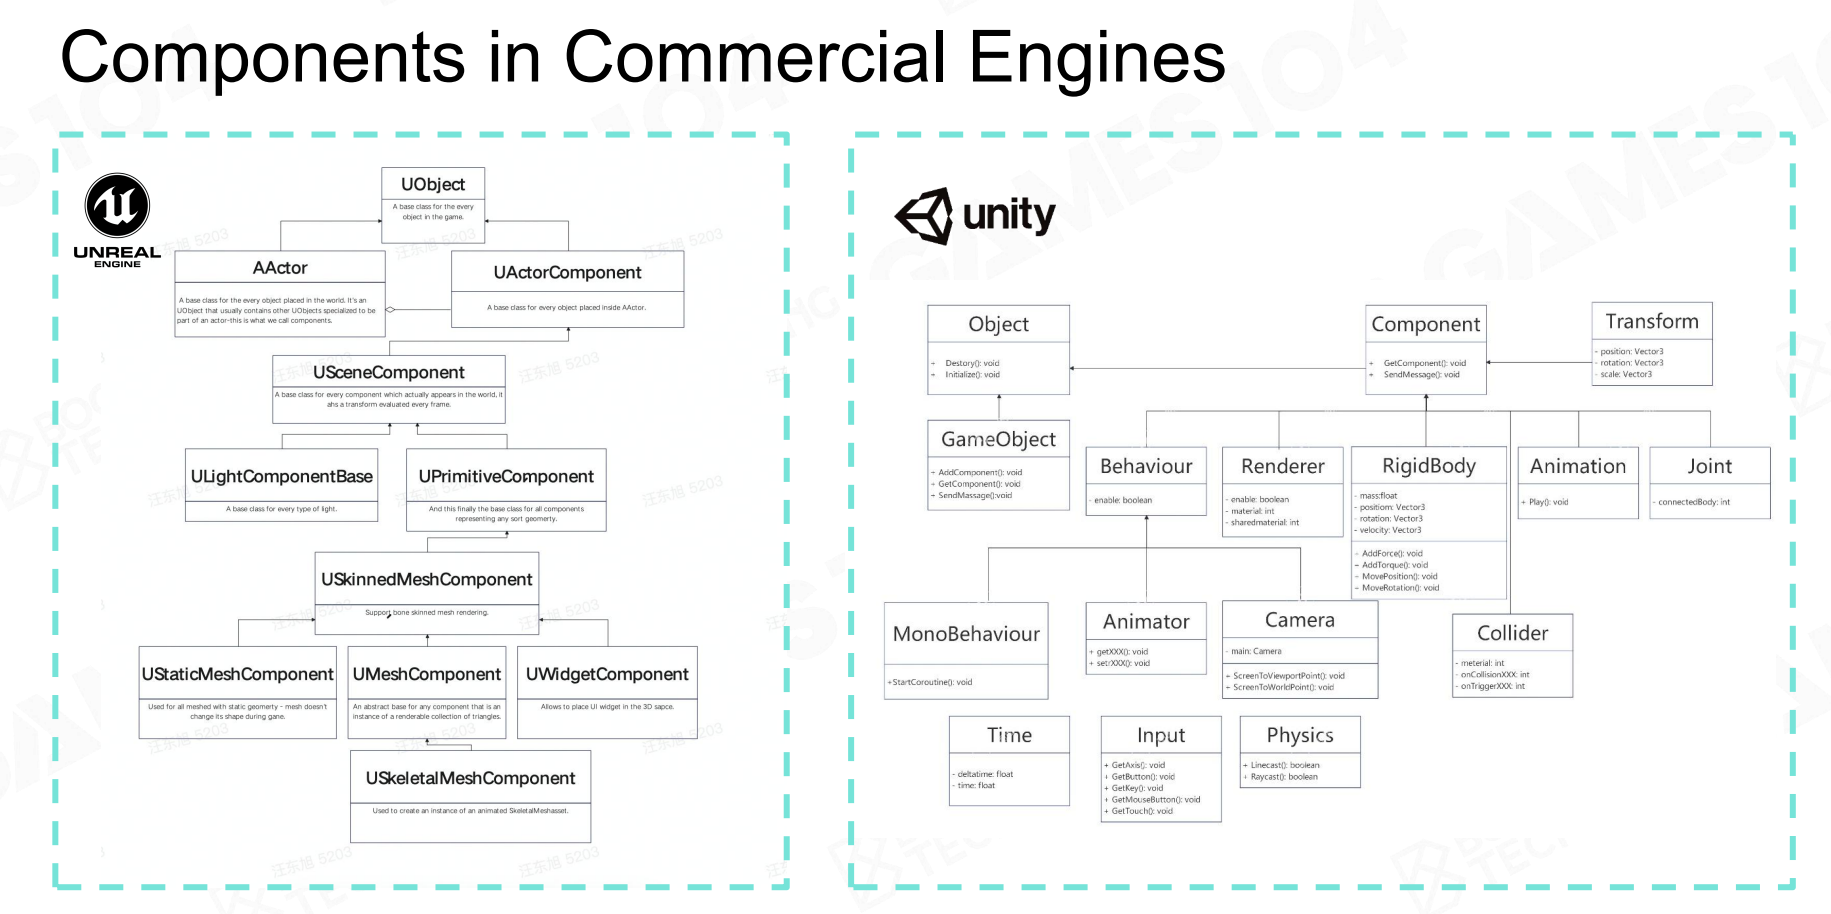 Components in Commercial Engines
UNREAL
ENGINE
UObject
A base class for the every
object in the game.
AActor
A base class for the every object placed in the world. It's an
UObject that usually contains other UObjects specialized to be
part of an actor-this is what we call components.
UActorComponent
A base class for every object placed inside AActor.
USceneComponent
A base class for every component which actually appears in the world, it
ahs a transform evaluated every frame.
ULightComponentBase
A base class for every type of light.
UPrimitiveComponent
And this finally the base class for all components
representing any sort geomerty.
USkinnedMeshComponent
Support bone skinned mesh rendering.
UStaticMeshComponent
Used for all meshed with static geomerty - mesh doesn't
change its shape during gane.
UMeshComponent
An abstract base for any component that is an
instance of a renderable collection of triangles.
UWidgetComponent
Allows to place UI widget in the 3D sapce.
USkeletalMeshComponent
Used to create an instance of an animated SkeletalMeshasset.
unity
Object
+ Destory(): void
+ Initialize(): void
Component
+ GetComponent(): void
+ SendMessage(): void
Transform
- position: Vector3
- rotation: Vector3
- scale: Vector3
GameObject
+ AddComponent(): void
+ GetComponent(): void
+ SendMassage():void
Behaviour
- enable: boolean
Renderer
- enable: boolean
- material: int
- sharedmaterial: int
RigidBody
- mass:float
- positiom: Vector3
- rotation: Vector3
- velocity: Vector3
+ AddForce(): void
+ AddTorque(): void
+ MovePosition(): void
+ MoveRotation(): void
Animation
+ Play(): void
Joint
- connectedBody: int
MonoBehaviour
+StartCoroutine(): void
Animator
+ getXXX(): void
+ setrXXX(): void
Camera
- main: Camera
+ ScreenToViewportPoint(): void
+ ScreenToWorldPoint(): void
Collider
- meterial: int
- onCollisionXXX: int
- onTriggerXXX: int
Time
- deltatime: float
- time: float
Input
+ GetAxis(): void
+ GetButton(): void
+ GetKey(): void
+ GetMouseButton(): void
+ GetTouch(): void
Physics
+ Linecast(): boolean
+ Raycast(): boolean
GAMES104
汪东旭 5203